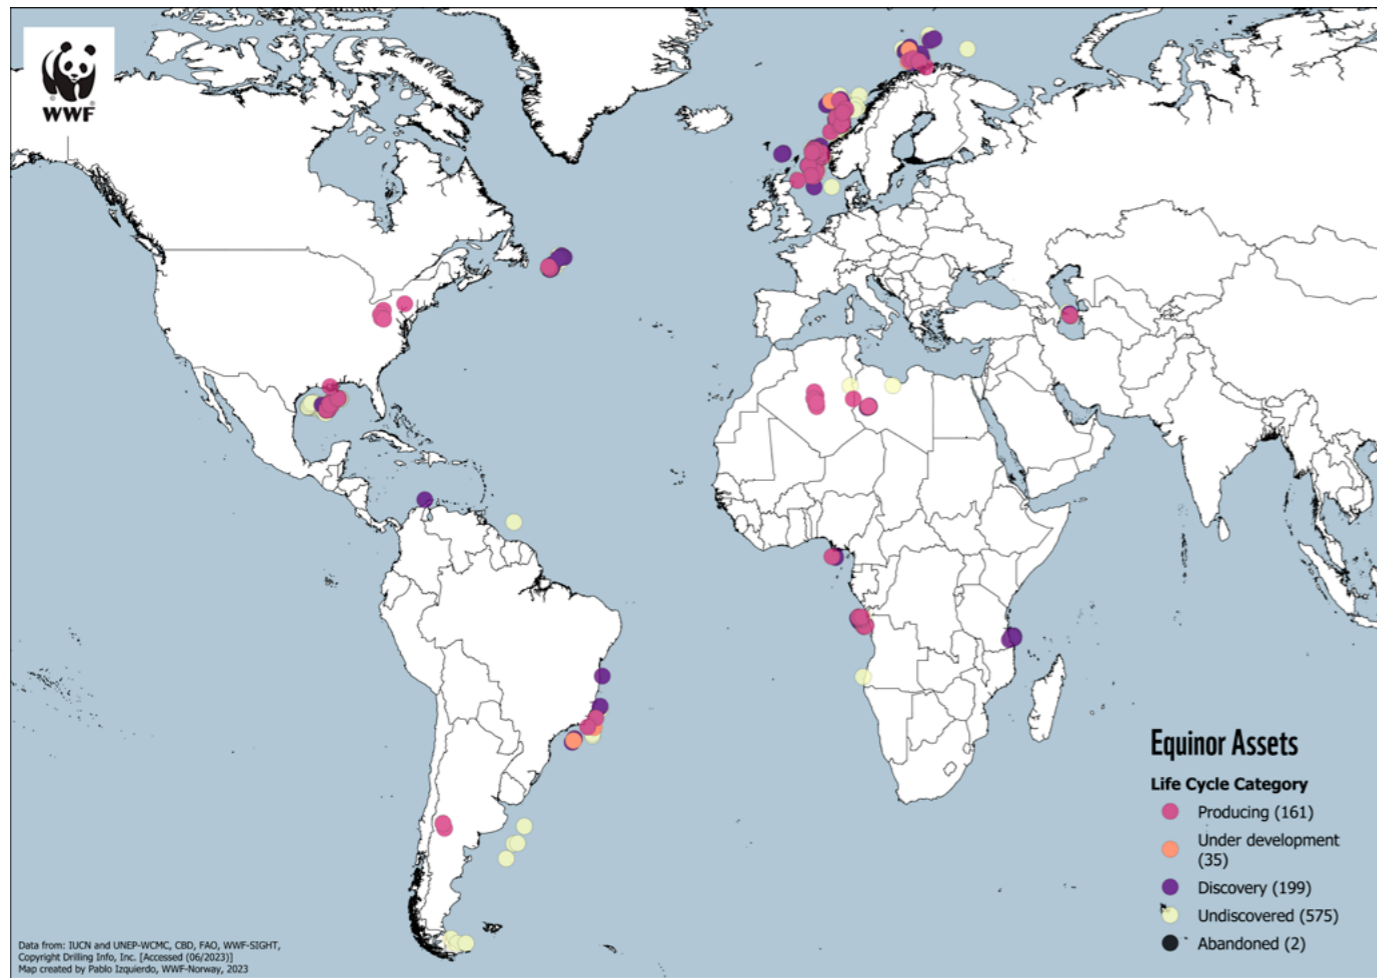 WWF
Equinor Assets
Life Cycle Category
Producing (161)
Under development
(35)
Discovery (199)
Undiscovered (575)
Abandoned (2)
Data from: IUCN and UNEP-WCMC, CBD, FAO, WWF-SIGHT,
Copyright Drilling Info, Inc. [Accessed (06/2023)]
Map created by Pablo Izquierdo, WWF-Norway, 2023